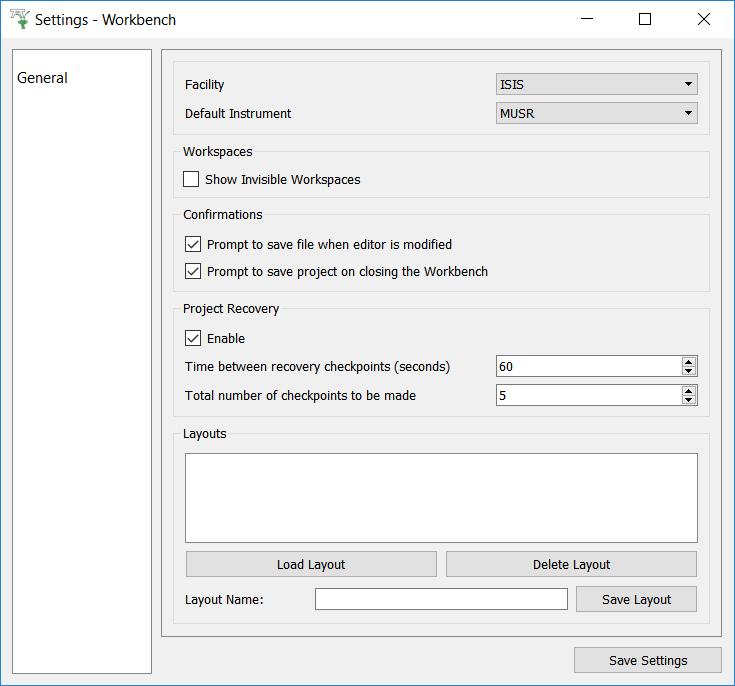 Settings - Workbench
General
Facility
ISIS
Default Instrument
MUSR
Workspaces
Show Invisible Workspaces
Confirmations
Prompt to save file when editor is modified
Prompt to save project on closing the Workbench
Project Recovery
Enable
Time between recovery checkpoints (seconds)
60
Total number of checkpoints to be made
5
Layouts
Load Layout
Delete Layout
Layout Name:
Save Layout
Save Settings